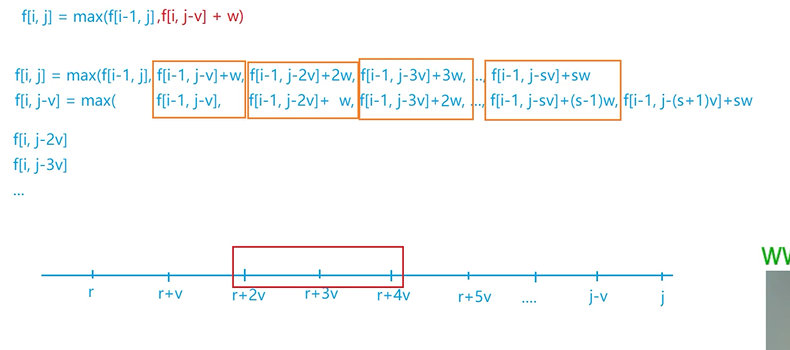 f[i, j] = max(f[i-1, j],f[i, j-v] + w)
f[i, j] = max(f[i-1, j], f[i-1, j-v]+w, f[i-1, j-2v]+2w, f[i-1, j-3v]+3w, ..., f[i-1, j-sv]+sw
f[i, j-v] = max( f[i-1, j-v], f[i-1, j-2v]+ w, f[i-1, j-3v]+2w, ..., f[i-1, j-sv]+(s-1)w, f[i-1, j-(s+1)v]+sw
f[i, j-2v]
f[i, j-3v]
...
r r+v r+2v r+3v r+4v r+5v .... j-v j